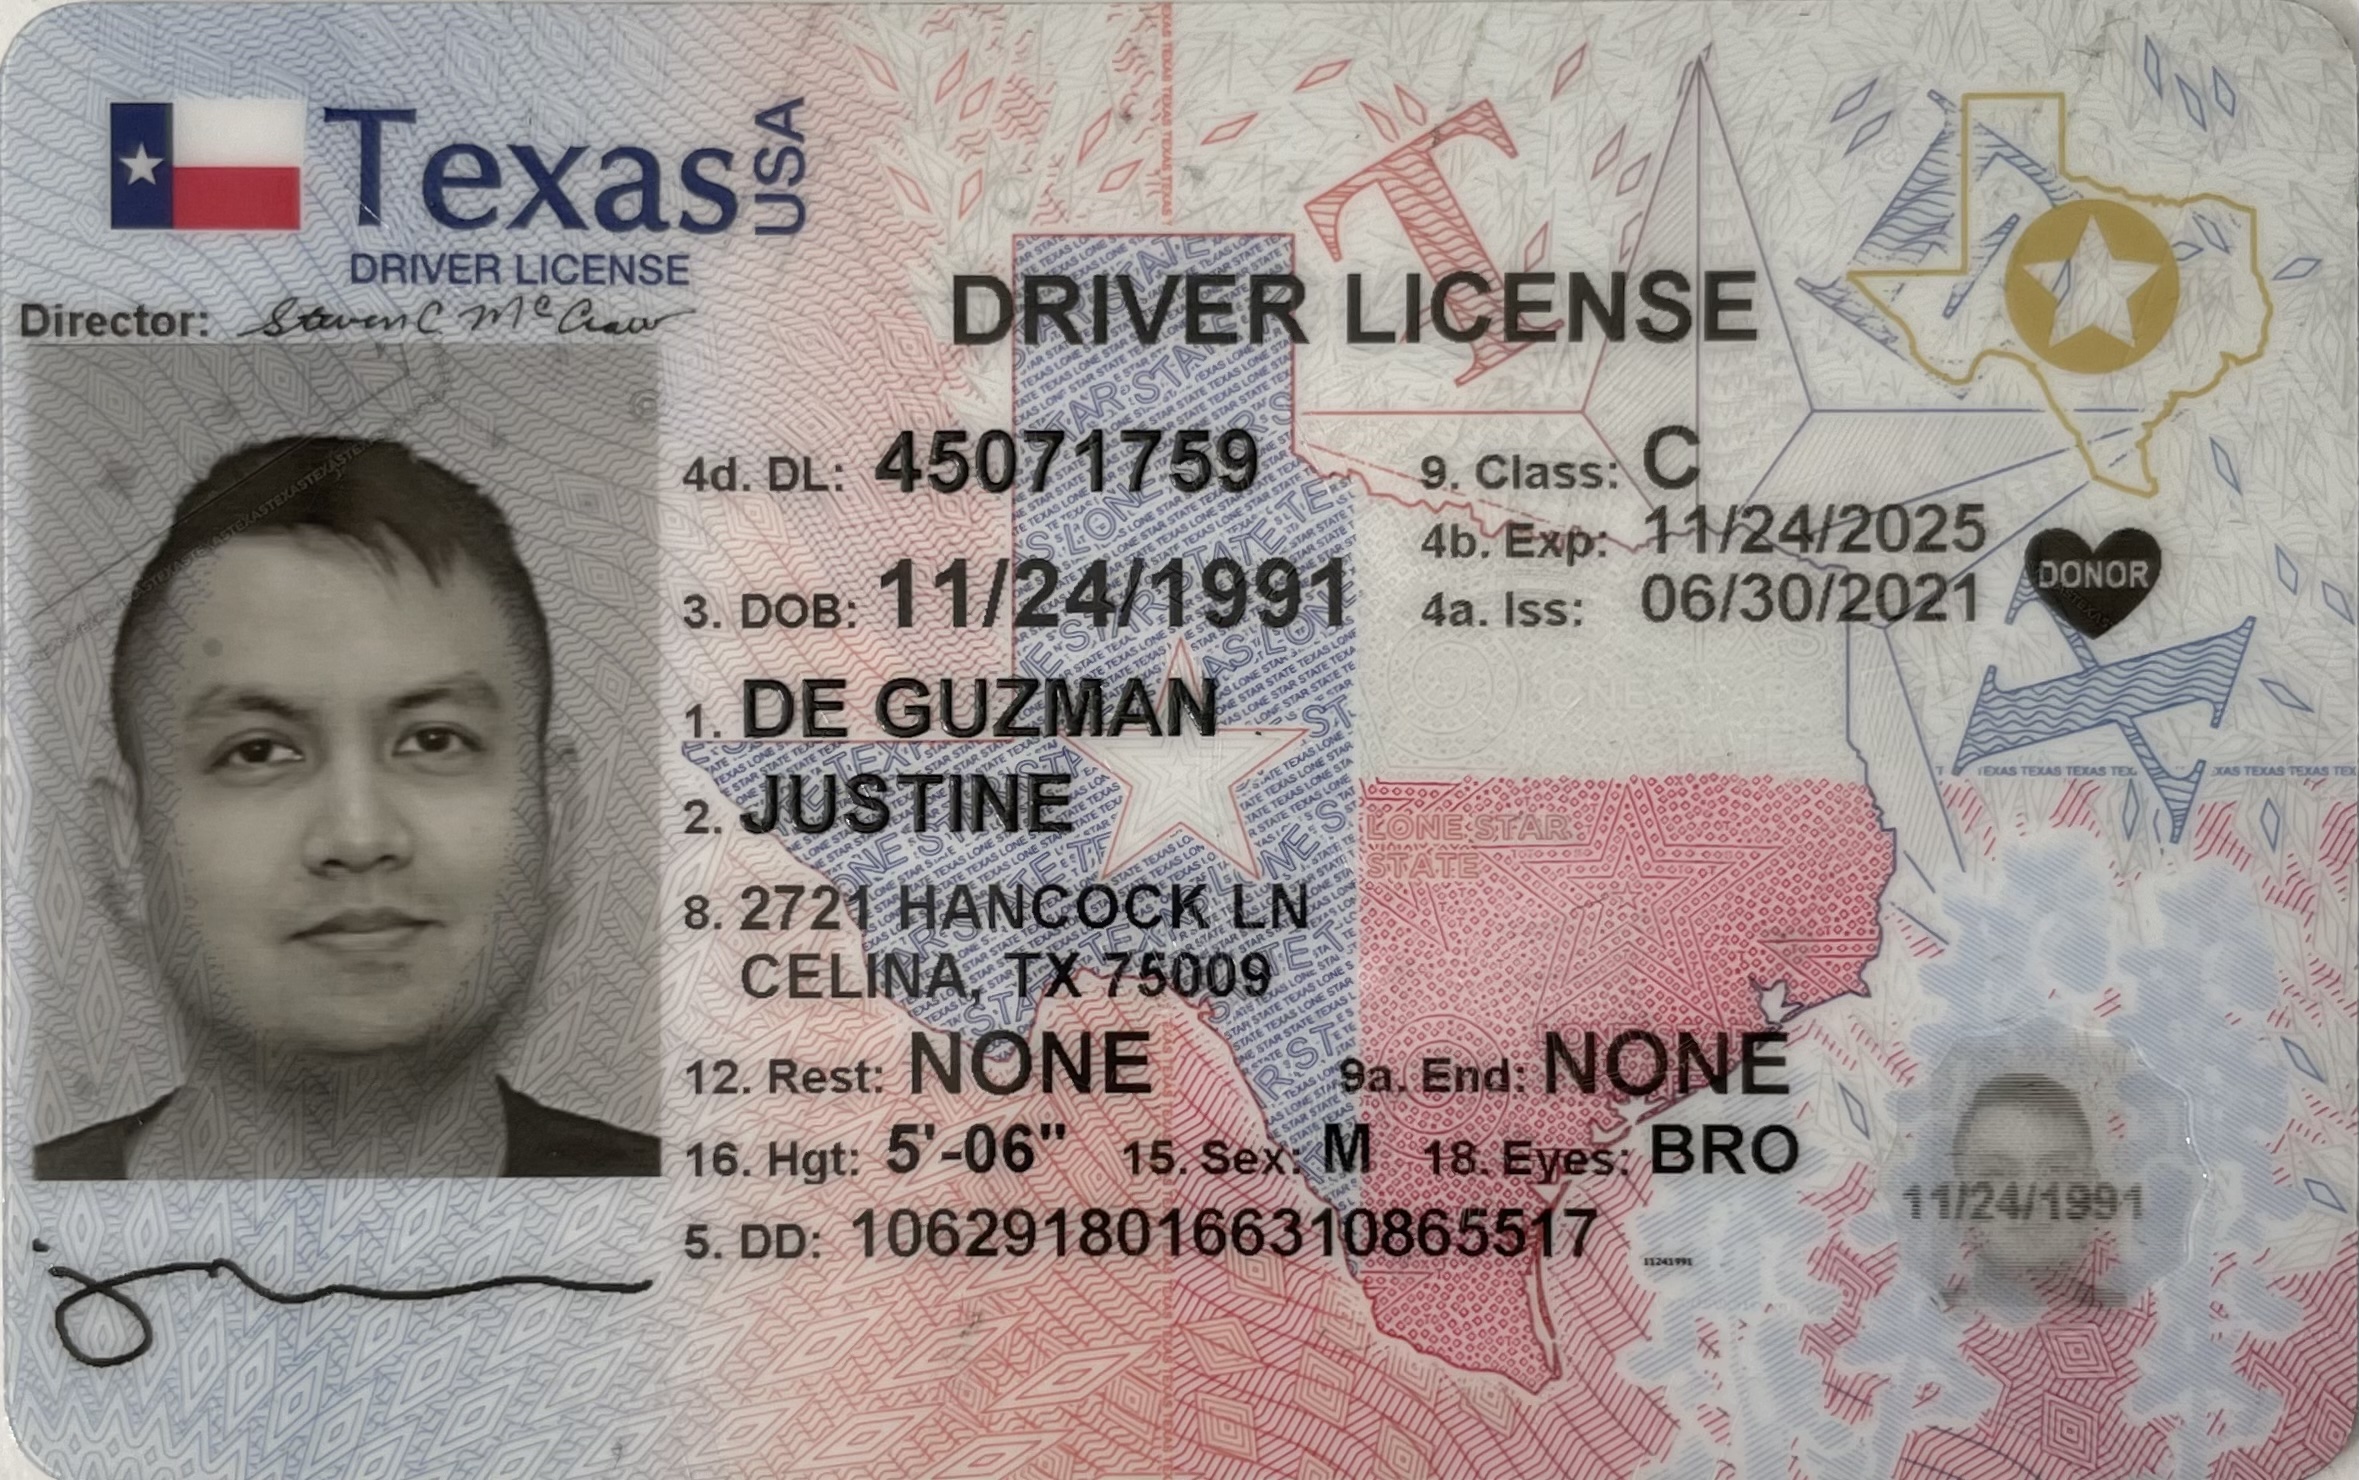 Texas USA
DRIVER LICENSE
Director: Steven C McCraw
DRIVER LICENSE
4d. DL: 45071759
9. Class: C
4b. Exp: 11/24/2025
3. DOB: 11/24/1991
4a. Iss: 06/30/2021
DONOR
1. DE GUZMAN
2. JUSTINE
LONE STAR
STATE
8. 2721 HANCOCK LN
CELINA, TX 75009
12. Rest: NONE
9a. End: NONE
16. Hgt: 5'-06" 15. Sex: M 18. Eyes: BRO
11/24/1991
5. DD: 10629180166310865517
11241991